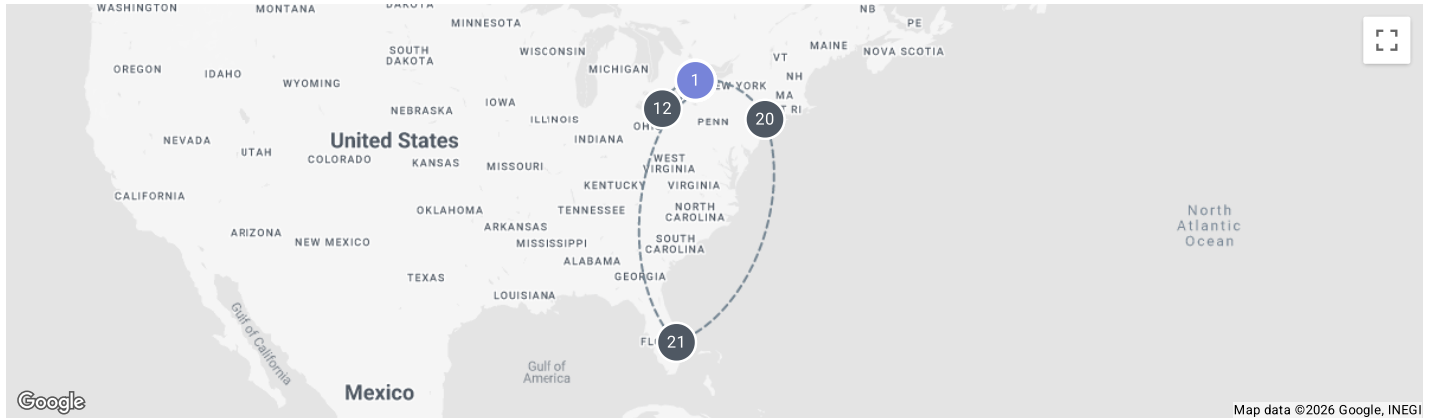 WASHINGTON
MONTANA
DAKOTA
MINNESOTA
NB
PE
WISCONSIN
MAINE
NOVA SCOTIA
SOUTH
DAKOTA
VT
OREGON
IDAHO
MICHIGAN
NH
WYOMING
1
EW YORK
MA
IOWA
12
T RI
NEBRASKA
ILLINOIS
OHI
PENN
20
NEVADA
United States
INDIANA
UTAH
COLORADO
KANSAS
MISSOURI
WEST
VIRGINIA
KENTUCKY
VIRGINIA
CALIFORNIA
OKLAHOMA
TENNESSEE
NORTH
CAROLINA
North
Atlantic
Ocean
ARKANSAS
ARIZONA
NEW MEXICO
MISSISSIPPI
SOUTH
CAROLINA
ALABAMA
TEXAS
GEORGIA
LOUISIANA
Gulf of California
FL
21
Gulf of
America
Mexico
Google
Map data ©2026 Google, INEGI